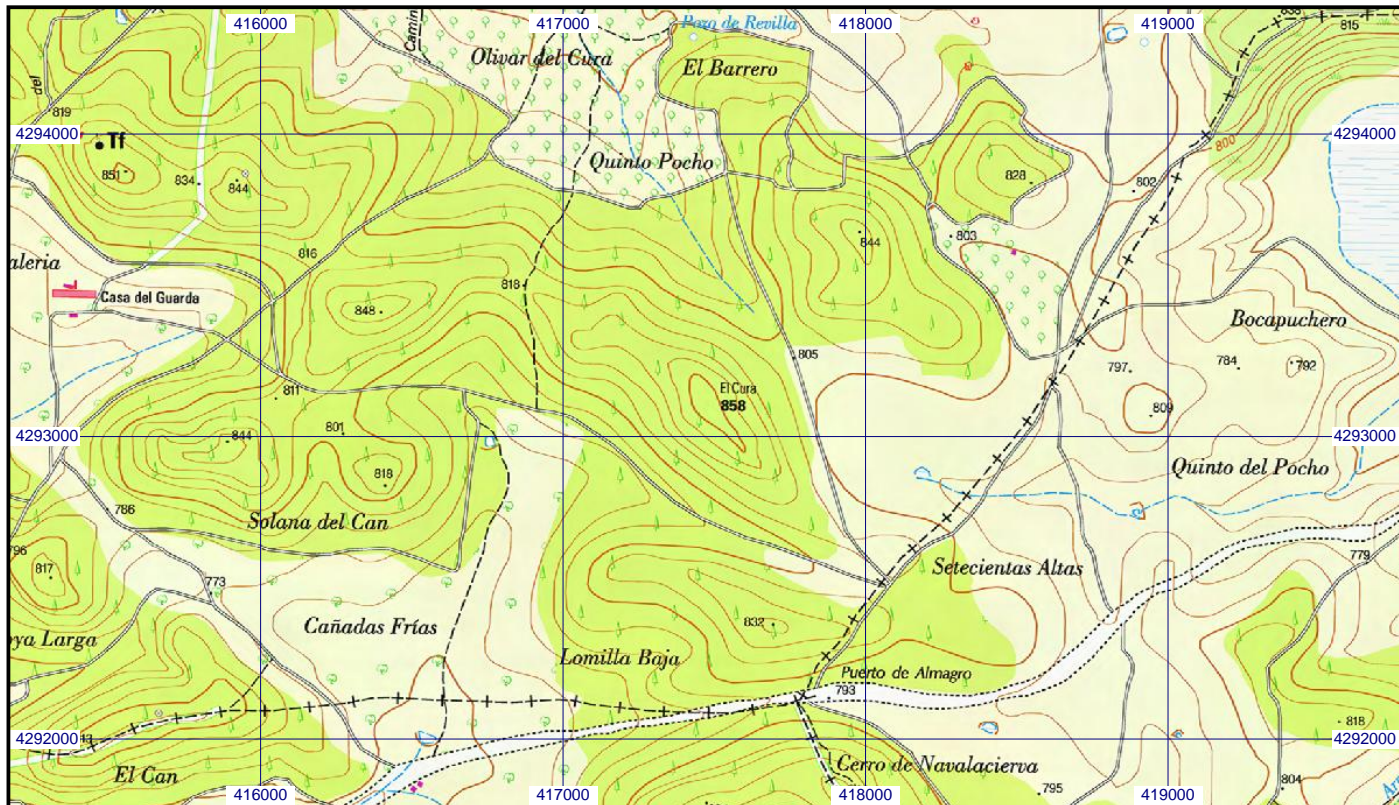 416000
417000
418000
419000
Pozo de Revilla
838
815
Camin
Olivar del Cura
El Barrero
del
819
4294000
4294000
Tf
800
Quinto Pocho
851
834
844
828
802
844
803
816
aleria
818
Casa del Guarda
848
Bocapuchero
805
797
784
792
El Cura
858
811
809
4293000
844
801
4293000
818
Quinto del Pocho
786
Solana del Can
796
779
817
Setecientas Altas
773
832
Cañadas Frías
oya Larga
Lomilla Baja
Puerto de Almagro
793
818
4292000
13
4292000
El Can
Cerro de Navalacierva
804
795
416000
417000
418000
419000